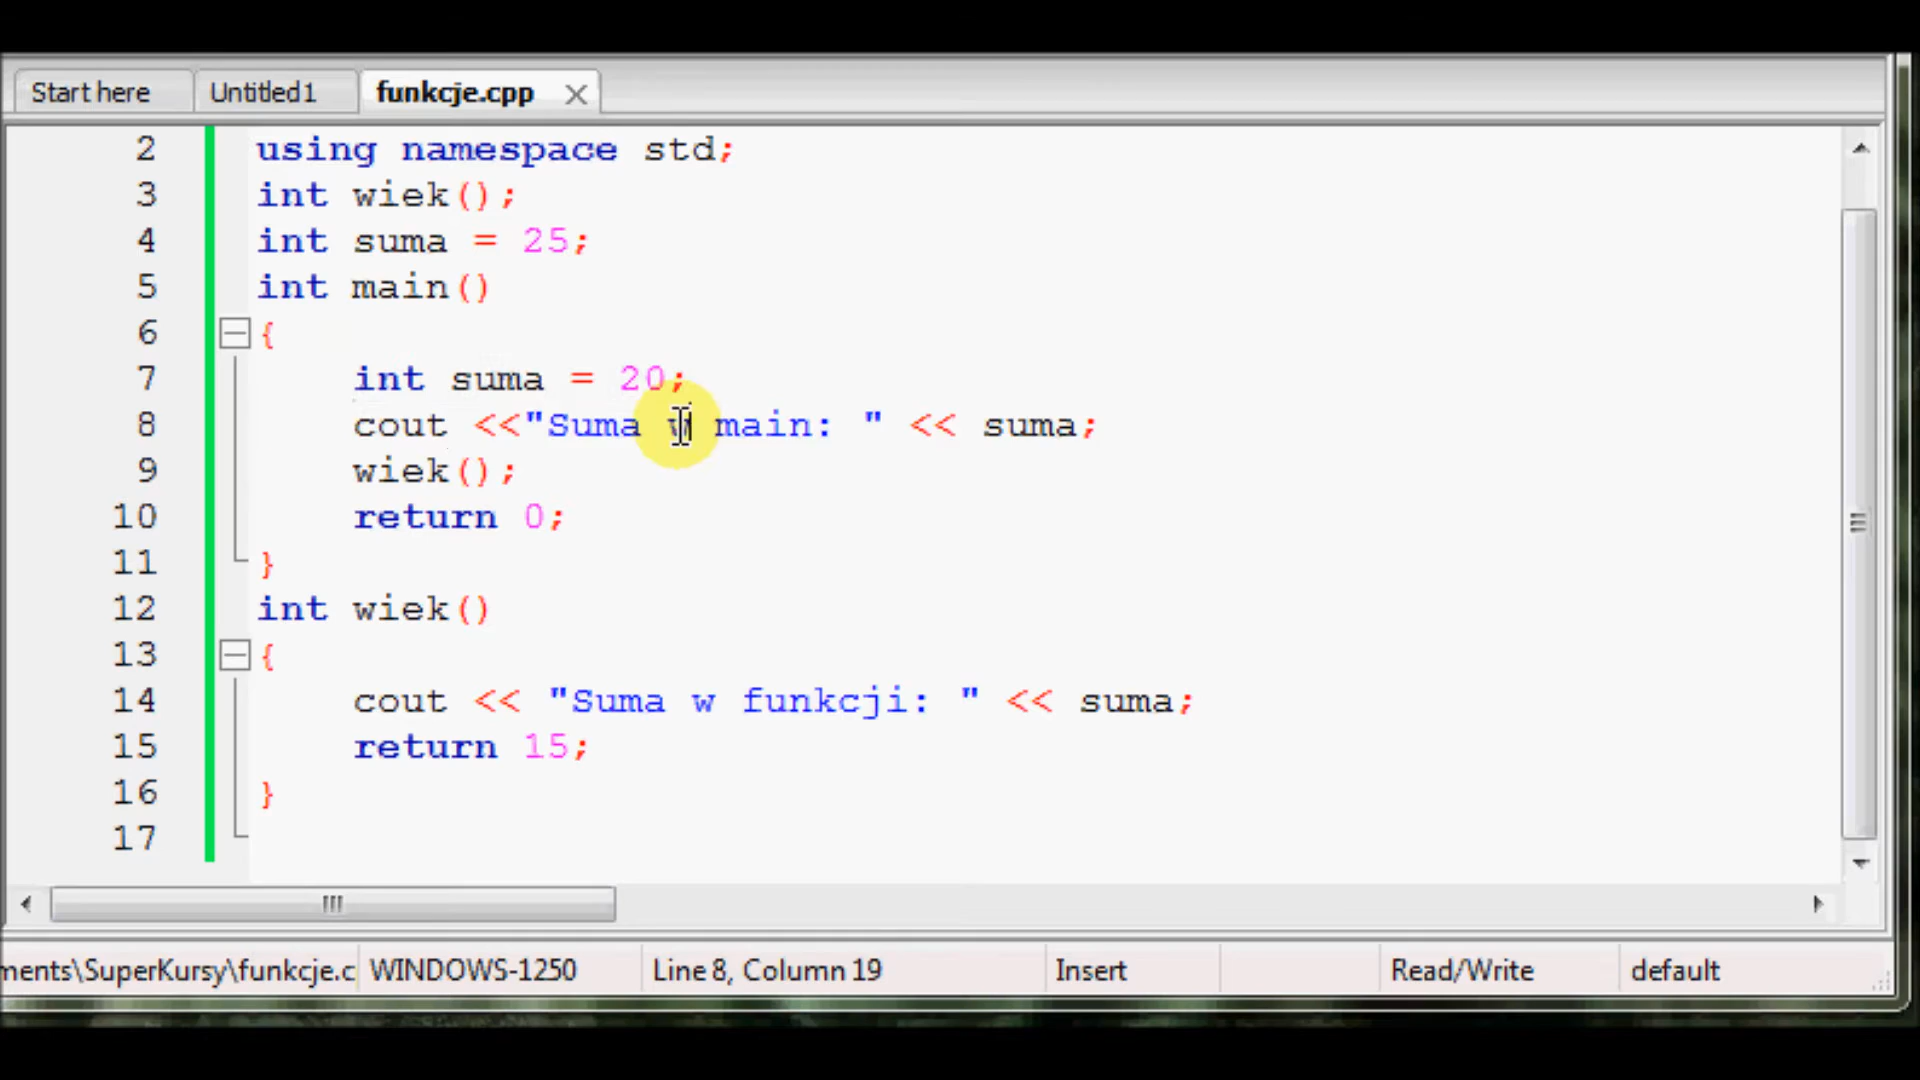 Start here Untitled1 funkcje.cpp
2 using namespace std;
3 int wiek();
4 int suma = 25;
5 int main()
6 {
7 int suma = 20;
8 cout <<"Suma w main: " << suma;
9 wiek();
10 return 0;
11 }
12 int wiek()
13 {
14 cout << "Suma w funkcji: " << suma;
15 return 15;
16 }
17
ments\SuperKursy\funkcje.c WINDOWS-1250 Line 8, Column 19 Insert Read/Write default